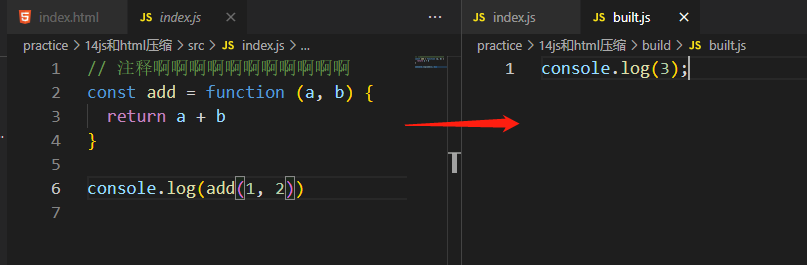 index.html
JS index.js
practice > 14js和html压缩 > src > JS index.js > ...
1 // 注释啊啊啊啊啊啊啊啊啊啊啊
2 const add = function (a, b) {
3 return a + b
4 }
5
6 console.log(add(1, 2))
7
JS index.js
JS built.js
practice > 14js和html压缩 > build > JS built.js
1 console.log(3);